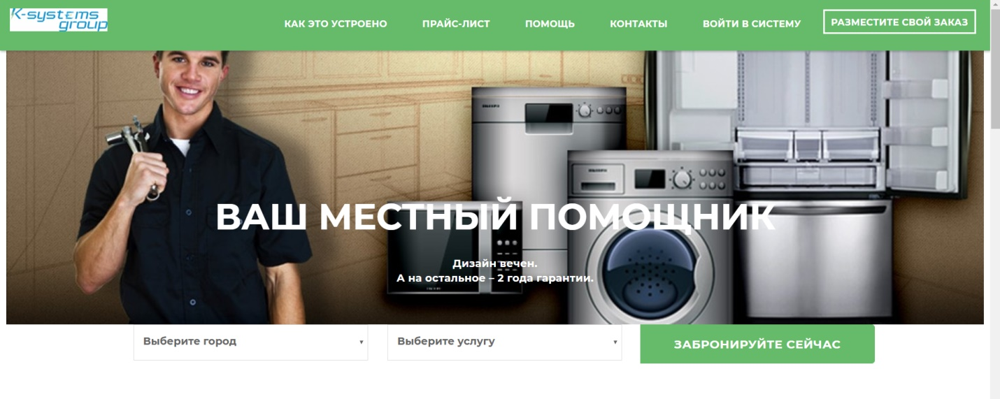 K-systems
group
КАК ЭТО УСТРОЕНО
ПРАЙС-ЛИСТ
ПОМОЩЬ
КОНТАКТЫ
ВОЙТИ В СИСТЕМУ
РАЗМЕСТИТЕ СВОЙ ЗАКАЗ
ВАШ МЕСТНЫЙ ПОМОЩНИК
Дизайн вечен.
А на остальное – 2 года гарантии.
Выберите город
Выберите услугу
ЗАБРОНИРУЙТЕ СЕЙЧАС